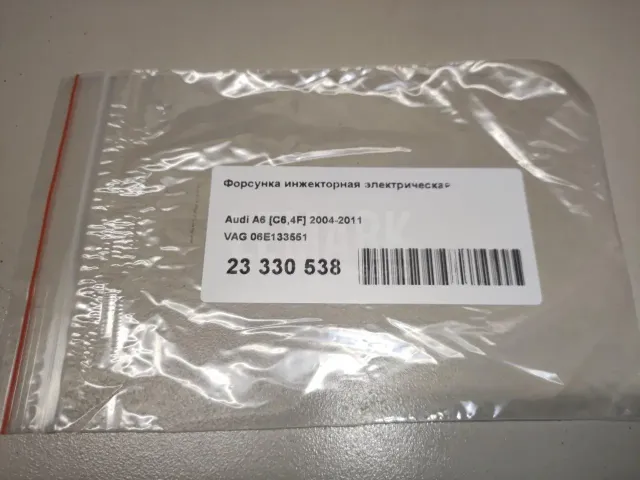 Форсунка инжекторная электрическая
Audi A6 [C6,4F] 2004-2011
VAG 06E133551
23 330 538